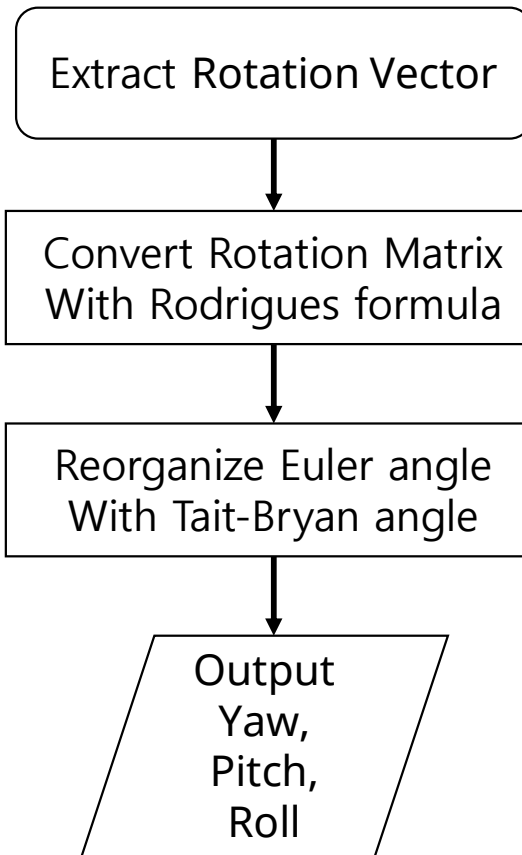 Extract Rotation Vector
Convert Rotation Matrix
With Rodrigues formula
Reorganize Euler angle
With Tait-Bryan angle
Output
Yaw,
Pitch,
Roll